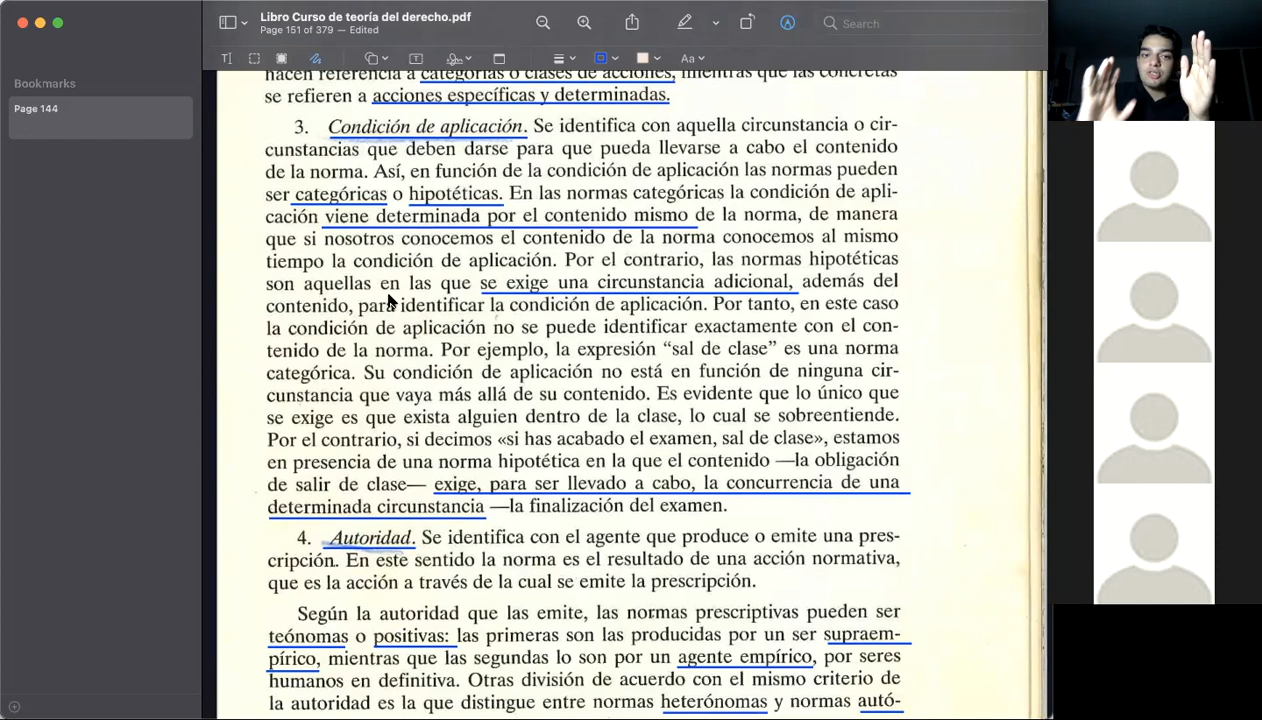 Libro Curso de teoría del derecho.pdf
Page 151 of 379 — Edited
Search
Aa
Bookmarks
Page 144
hacen referencia a categorías o clases de acciones, mientras que las concretas
se refieren a acciones específicas y determinadas.
3. Condición de aplicación. Se identifica con aquella circunstancia o cir-
cunstancias que deben darse para que pueda llevarse a cabo el contenido
de la norma. Así, en función de la condición de aplicación las normas pueden
ser categóricas o hipotéticas. En las normas categóricas la condición de apli-
cación viene determinada por el contenido mismo de la norma, de manera
que si nosotros conocemos el contenido de la norma conocemos al mismo
tiempo la condición de aplicación. Por el contrario, las normas hipotéticas
son aquellas en las que se exige una circunstancia adicional, además del
contenido, para identificar la condición de aplicación. Por tanto, en este caso
la condición de aplicación no se puede identificar exactamente con el con-
tenido de la norma. Por ejemplo, la expresión “sal de clase” es una norma
categórica. Su condición de aplicación no está en función de ninguna cir-
cunstancia que vaya más allá de su contenido. Es evidente que lo único que
se exige es que exista alguien dentro de la clase, lo cual se sobreentiende.
Por el contrario, si decimos «si has acabado el examen, sal de clase», estamos
en presencia de una norma hipotética en la que el contenido —la obligación
de salir de clase— exige, para ser llevado a cabo, la concurrencia de una
determinada circunstancia —la finalización del examen.
4. Autoridad. Se identifica con el agente que produce o emite una pres-
cripción. En este sentido la norma es el resultado de una acción normativa,
que es la acción a través de la cual se emite la prescripción.
Según la autoridad que las emite, las normas prescriptivas pueden ser
teónomas o positivas: las primeras son las producidas por un ser supraem-
pírico, mientras que las segundas lo son por un agente empírico, por seres
humanos en definitiva. Otras división de acuerdo con el mismo criterio de
la autoridad es la que distingue entre normas heterónomas y normas autó-